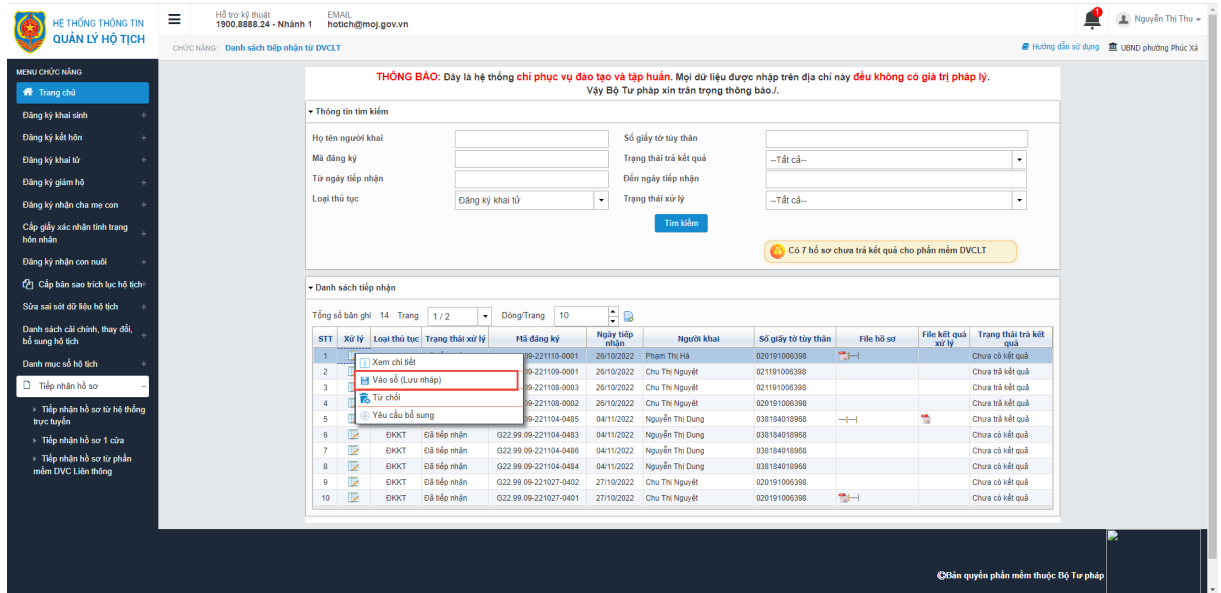 HỆ THỐNG THÔNG TIN
QUẢN LÝ HỘ TỊCH
Hỗ trợ kỹ thuật
1900.8888.24 - Nhánh 1
EMAIL
hotich@moj.gov.vn
1
Nguyễn Thị Thu
CHỨC NĂNG: Danh sách tiếp nhận từ DVCLT
Hướng dẫn sử dụng
UBND phường Phúc Xá
MENU CHỨC NĂNG
Trang chủ
Đăng ký khai sinh
Đăng ký kết hôn
Đăng ký khai tử
Đăng ký giám hộ
Đăng ký nhận cha mẹ con
Cấp giấy xác nhận tình trạng
hôn nhân
Đăng ký nhận con nuôi
Cấp bản sao trích lục hộ tịch
Sửa sai sót dữ liệu hộ tịch
Danh sách cải chính, thay đổi,
bổ sung hộ tịch
Danh mục sổ hộ tịch
Tiếp nhận hồ sơ
Tiếp nhận hồ sơ từ hệ thống
trực tuyến
Tiếp nhận hồ sơ 1 cửa
Tiếp nhận hồ sơ từ phần
mềm DVC Liên thông
THÔNG BÁO: Đây là hệ thống chỉ phục vụ đào tạo và tập huấn. Mọi dữ liệu được nhập trên địa chỉ này đều không có giá trị pháp lý.
Vậy Bộ Tư pháp xin trân trọng thông báo./.
Thông tin tìm kiếm
Họ tên người khai
Số giấy tờ tùy thân
Mã đăng ký
Trạng thái trả kết quả --Tất cả--
Từ ngày tiếp nhận
Đến ngày tiếp nhận
Loại thủ tục Đăng ký khai tử
Trạng thái xử lý --Tất cả--
Tìm kiếm
Có 7 hồ sơ chưa trả kết quả cho phần mềm DVCLT
Danh sách tiếp nhận
Tổng số bản ghi 14 Trang 1 / 2 Dòng/Trang 10
STT Xử lý Loại thủ tục Trạng thái xử lý Mã đăng ký Ngày tiếp nhận Người khai Số giấy tờ tùy thân File hồ sơ File kết quả xử lý Trạng thái trả kết quả
1 09-221110-0001 26/10/2022 Phạm Thị Hà 020191006398 Chưa có kết quả
2 09-221109-0001 26/10/2022 Chu Thị Nguyệt 021191006398 Chưa trả kết quả
3 09-221108-0003 26/10/2022 Chu Thị Nguyệt 026191006398 Chưa trả kết quả
4 09-221108-0002 26/10/2022 Chu Thị Nguyệt 026191006398 Chưa trả kết quả
5 09-221104-0485 04/11/2022 Nguyễn Thị Dung 038184018968 Chưa trả kết quả
6 ĐKKT Đã tiếp nhận G22.99.09-221104-0483 04/11/2022 Nguyễn Thị Dung 038184018968 Chưa có kết quả
7 ĐKKT Đã tiếp nhận G22.99.09-221104-0486 04/11/2022 Nguyễn Thị Dung 038184018968 Chưa có kết quả
8 ĐKKT Đã tiếp nhận G22.99.09-221104-0484 04/11/2022 Nguyễn Thị Dung 038184018968 Chưa có kết quả
9 ĐKKT Đã tiếp nhận G22.99.09-221027-0402 27/10/2022 Chu Thị Nguyệt 020191006398 Chưa có kết quả
10 ĐKKT Đã tiếp nhận G22.99.09-221027-0401 27/10/2022 Chu Thị Nguyệt 020191006398 Chưa có kết quả
Xem chi tiết
Vào sổ (Lưu nháp)
Từ chối
Yêu cầu bổ sung
©Bản quyền phần mềm thuộc Bộ Tư pháp